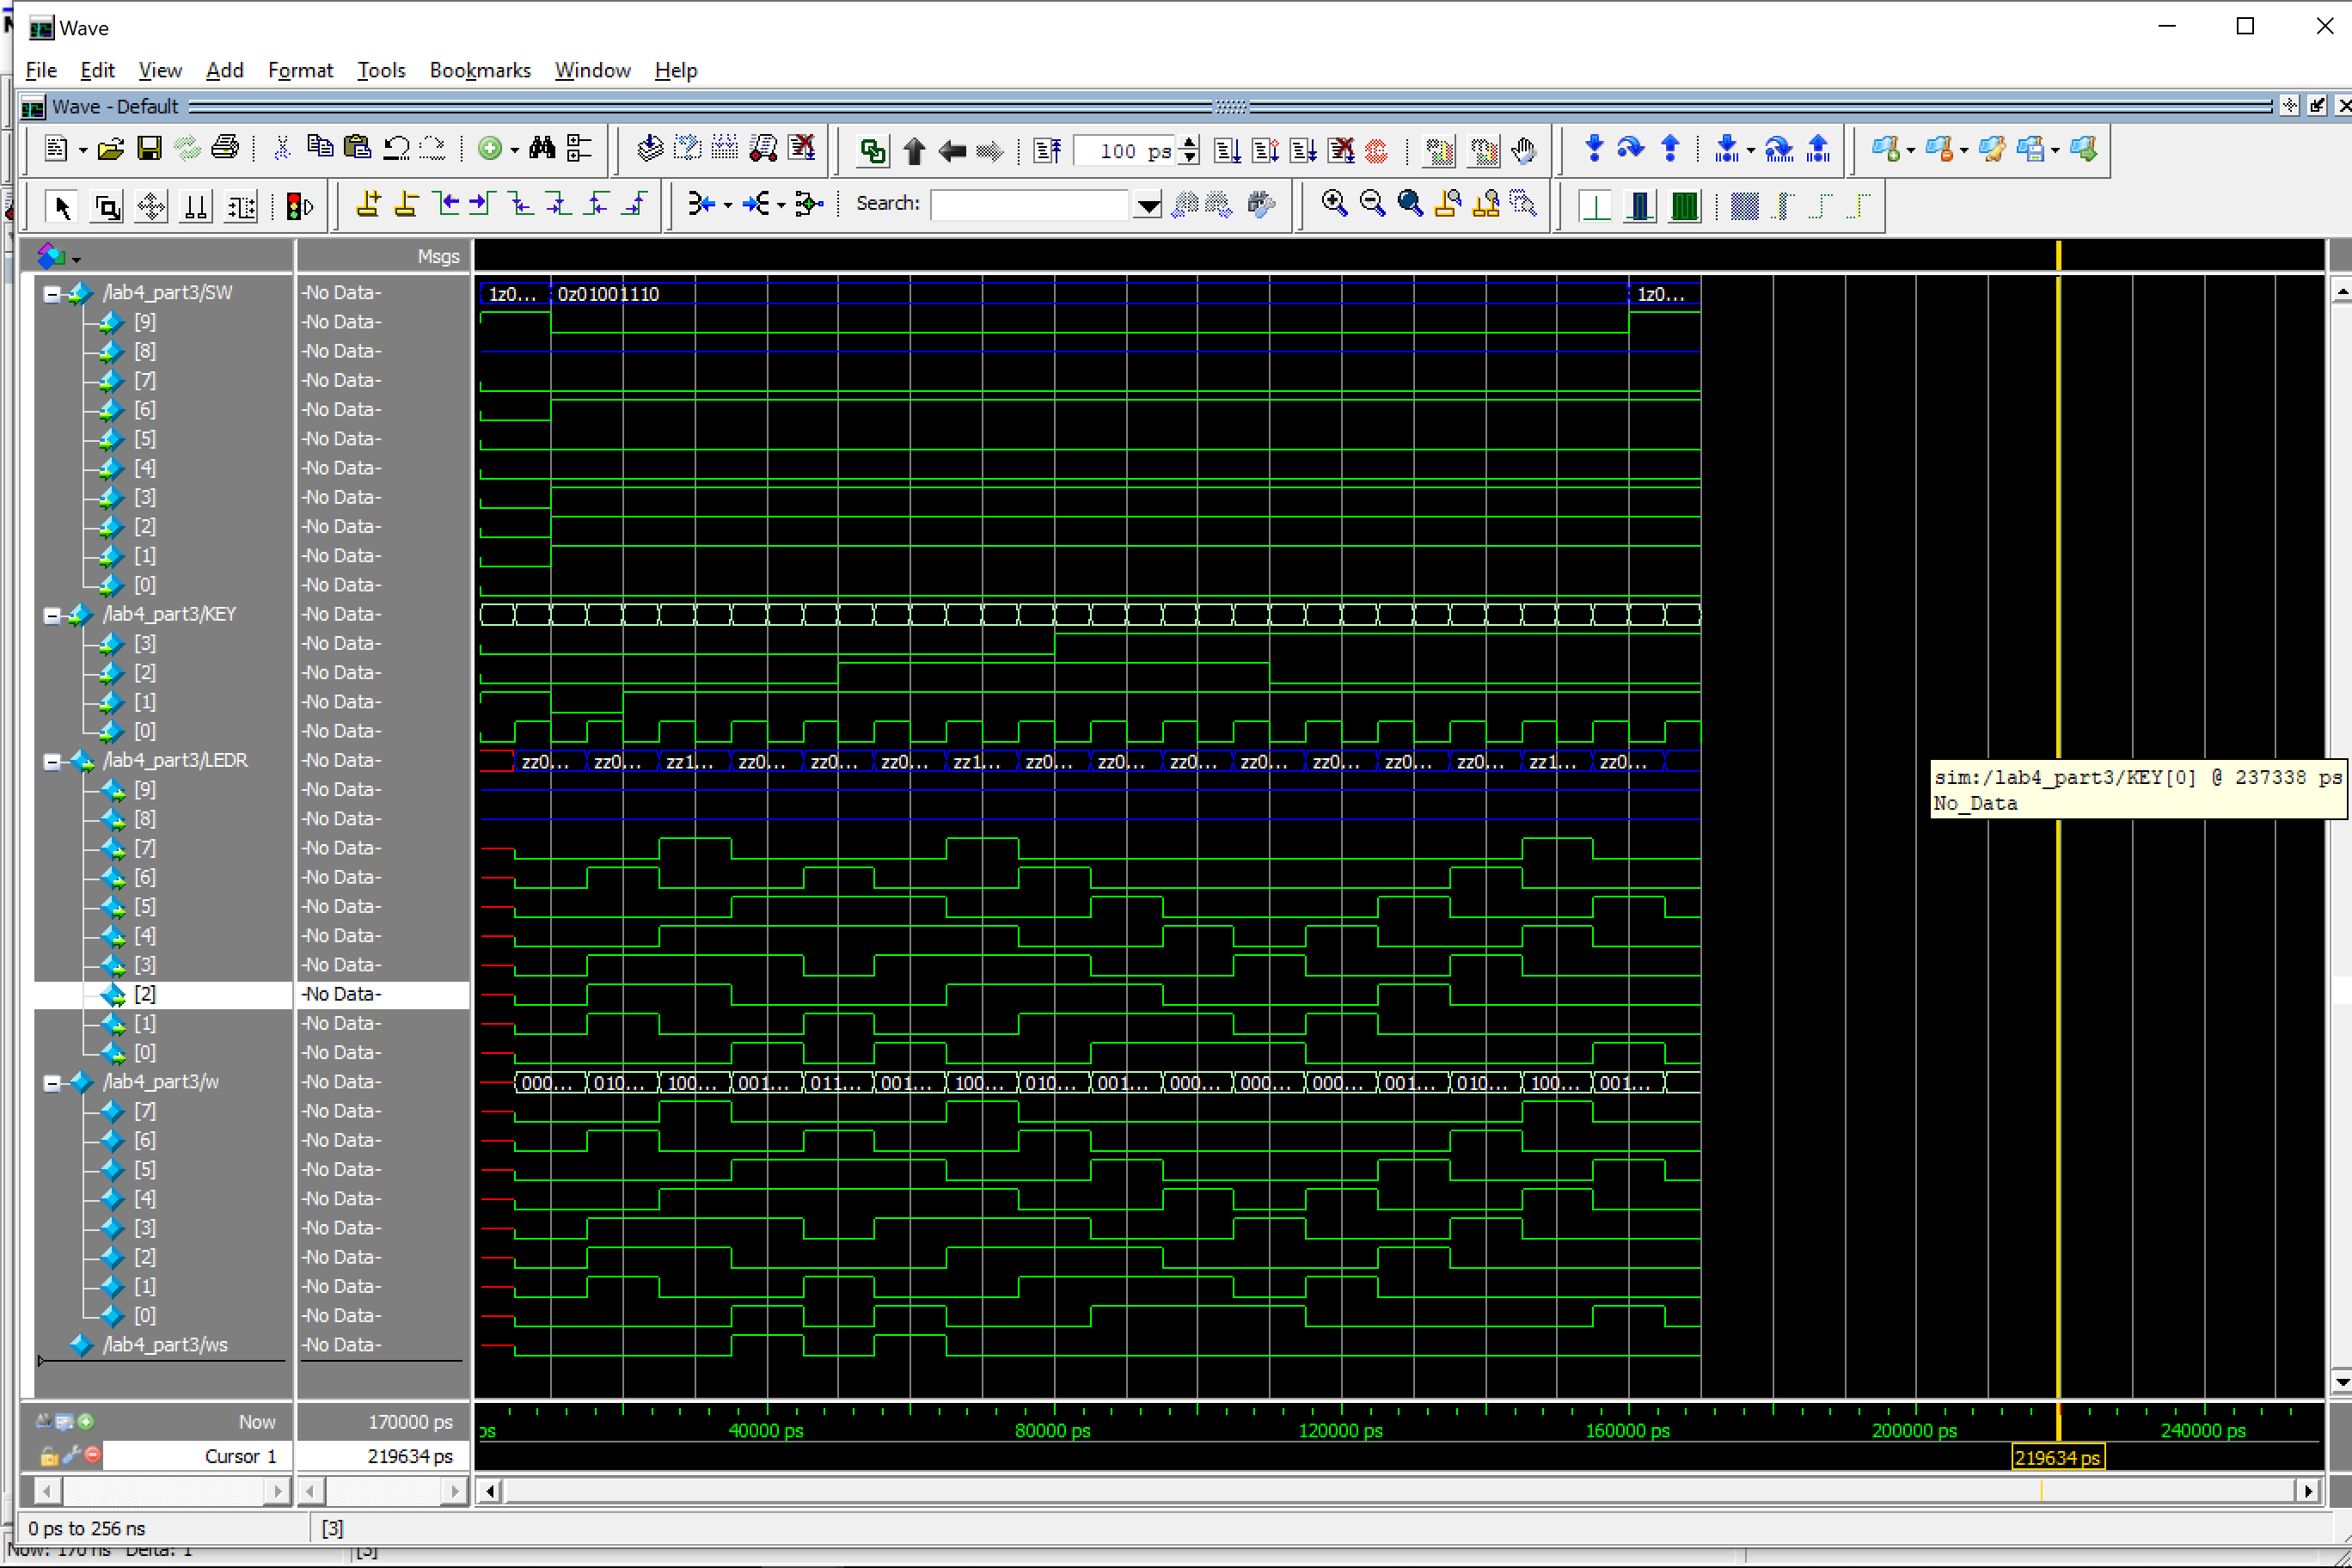 Wave
File Edit View Add Format Tools Bookmarks Window Help
Wave - Default
100 ps
Search:
Msgs
/lab4_part3/SW -No Data- 1z0... 0z01001110 1z0...
[9] -No Data-
[8] -No Data-
[7] -No Data-
[6] -No Data-
[5] -No Data-
[4] -No Data-
[3] -No Data-
[2] -No Data-
[1] -No Data-
[0] -No Data-
/lab4_part3/KEY -No Data-
[3] -No Data-
[2] -No Data-
[1] -No Data-
[0] -No Data-
/lab4_part3/LEDR -No Data- zz0... zz0... zz1... zz0... zz0... zz0... zz1... zz0... zz0... zz0... zz0... zz0... zz0... zz0... zz1... zz0...
sim:/lab4_part3/KEY[0] @ 237338 ps
No_Data
[9] -No Data-
[8] -No Data-
[7] -No Data-
[6] -No Data-
[5] -No Data-
[4] -No Data-
[3] -No Data-
[2] -No Data-
[1] -No Data-
[0] -No Data-
/lab4_part3/w -No Data- 000... 010... 100... 001... 011... 001... 100... 010... 001... 000... 000... 000... 001... 010... 100... 001...
[7] -No Data-
[6] -No Data-
[5] -No Data-
[4] -No Data-
[3] -No Data-
[2] -No Data-
[1] -No Data-
[0] -No Data-
/lab4_part3/ws -No Data-
Now 170000 ps ps 40000 ps 80000 ps 120000 ps 160000 ps 200000 ps 240000 ps
Cursor 1 219634 ps 219634 ps
0 ps to 256 ns [3]
Now: 170 ns Delta: 1 [3]